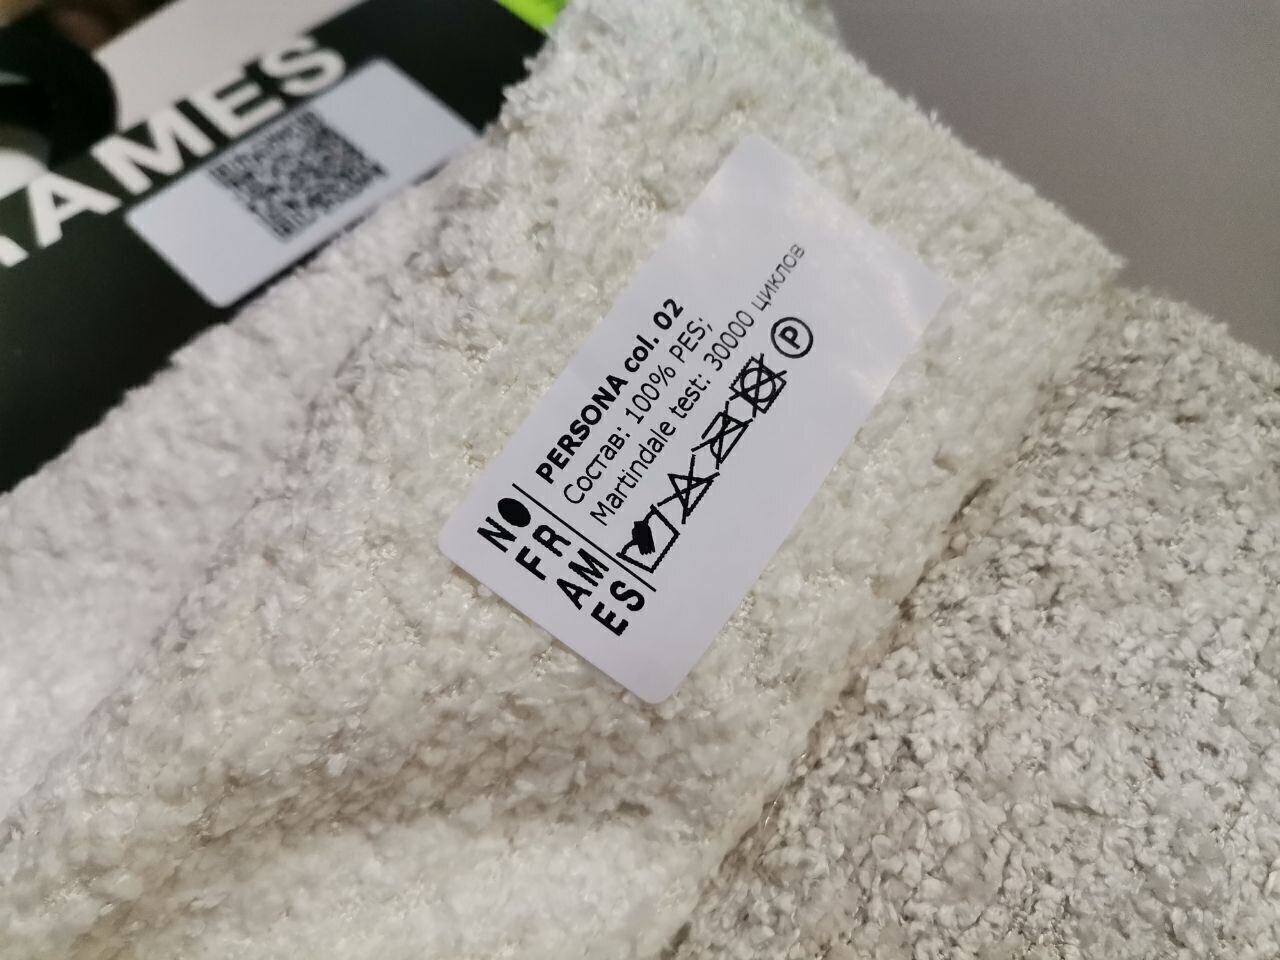 AMES
NO
FR
AM
ES
PERSONA col. 02
Состав: 100% PES;
Martindale test: 30000 циклов
P